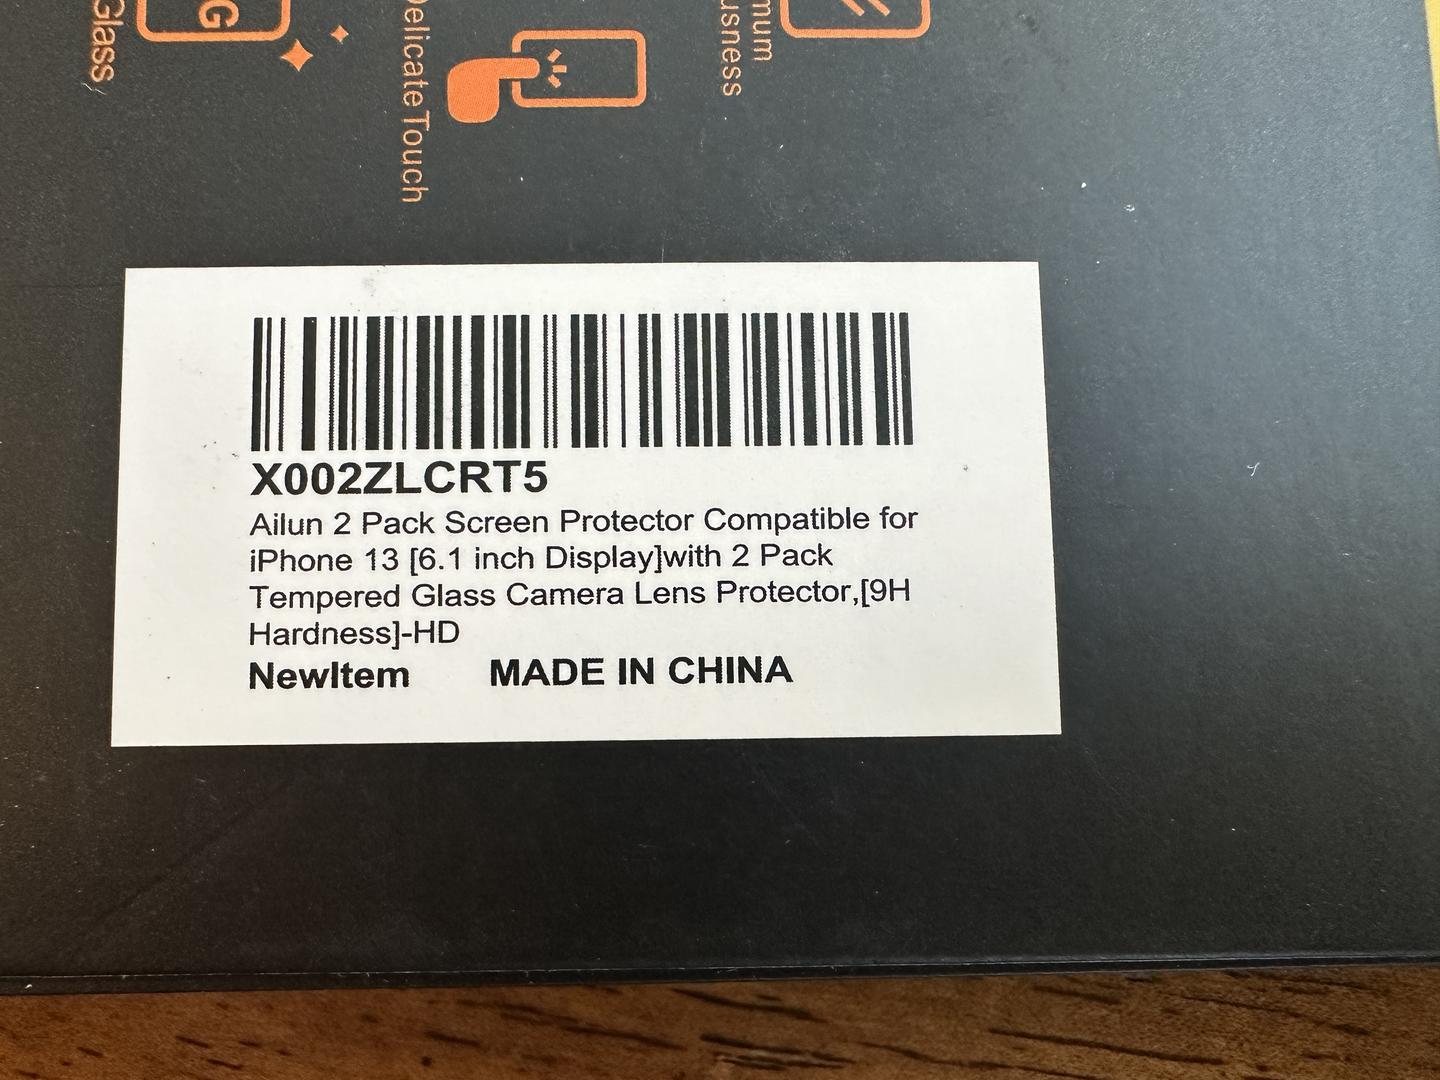 Glass
G
Delicate Touch
X002ZLCRT5
Ailun 2 Pack Screen Protector Compatible for
iPhone 13 [6.1 inch Display]with 2 Pack
Tempered Glass Camera Lens Protector,[9H
Hardness]-HD
NewItem MADE IN CHINA